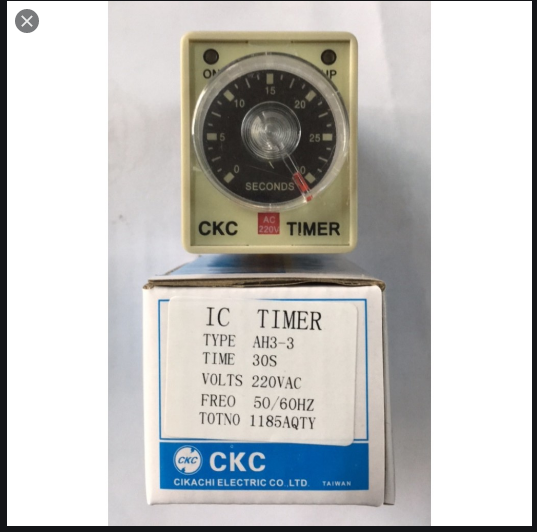 ON UP
15
10 20
5 25
0 30
SECONDS
CKC AC 220V TIMER
IC TIMER
TYPE AH3-3
TIME 30S
VOLTS 220VAC
FREQ 50/60HZ
TOTNO 1185AQTY
CKC CKC
CIKACHI ELECTRIC CO.,LTD. TAIWAN